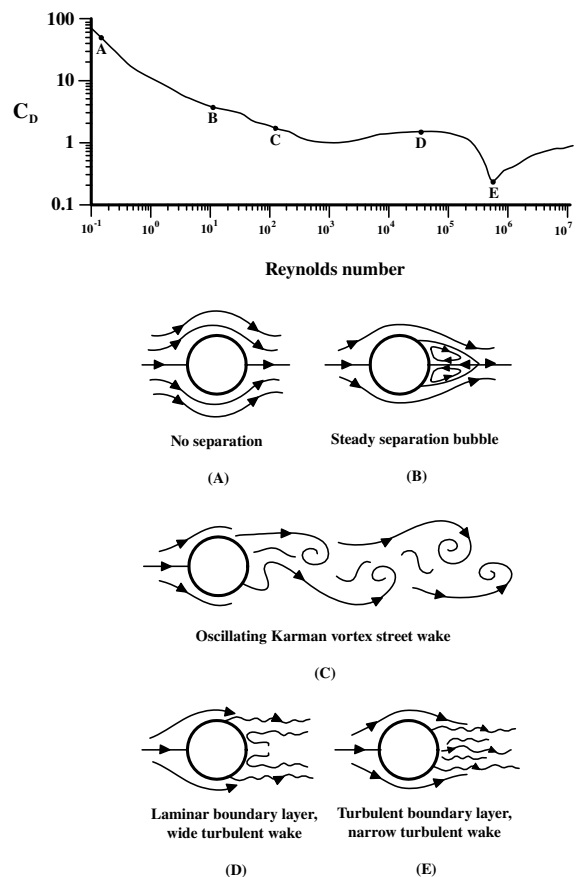 100
10
C_D
1
0.1
A
B
C
D
E
10^-1 10^0 10^1 10^2 10^3 10^4 10^5 10^6 10^7
Reynolds number
No separation
Steady separation bubble
(A)
(B)
Oscillating Karman vortex street wake
(C)
Laminar boundary layer,
wide turbulent wake
Turbulent boundary layer,
narrow turbulent wake
(D)
(E)